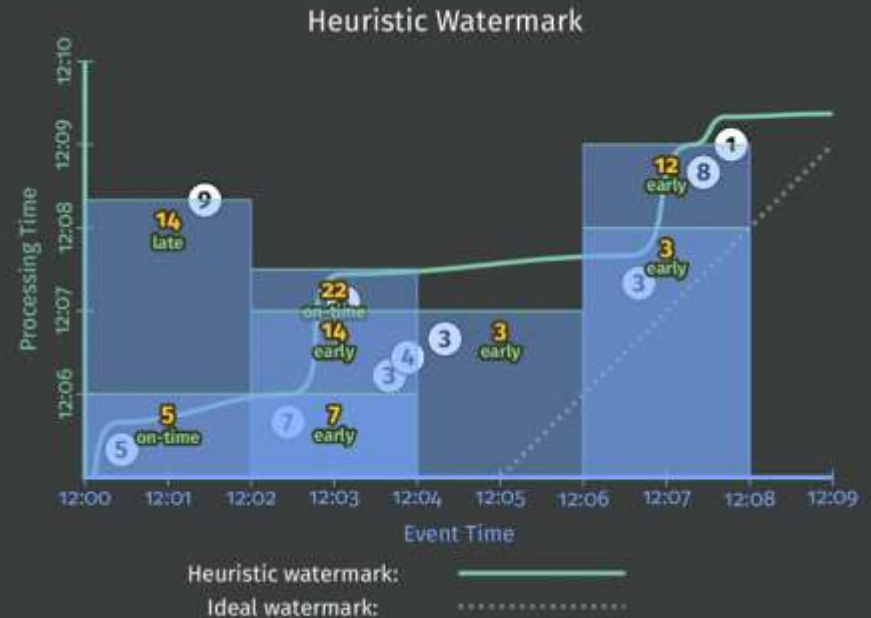 Heuristic Watermark
12:10
12:09
12:08
12:07
12:06
Processing Time
9
14
late
5
5
on-time
22
on-time
14
early
3
4
7
7
early
3
3
early
12
early
8
1
3
early
3
12:00 12:01 12:02 12:03 12:04 12:05 12:06 12:07 12:08 12:09
Event Time
Heuristic watermark:
Ideal watermark: